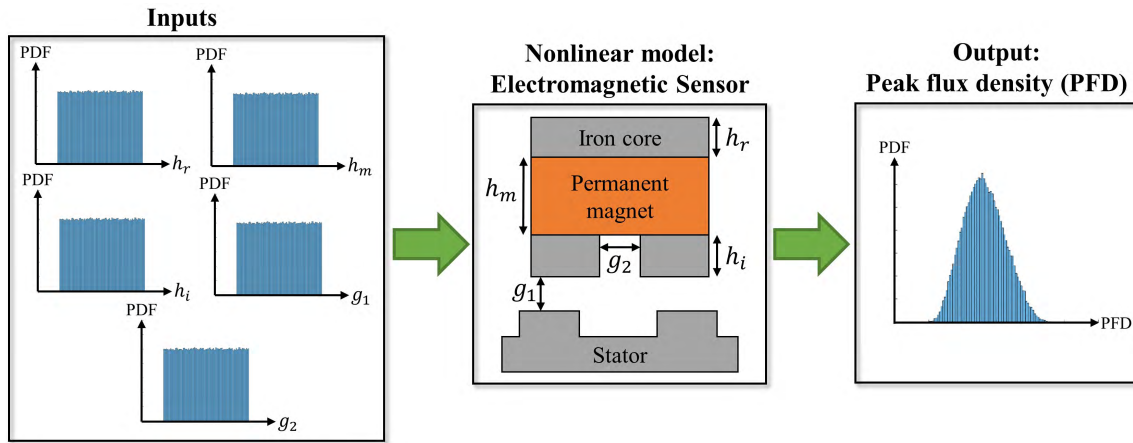 Inputs
PDF
h_r
PDF
h_m
PDF
h_i
PDF
g_1
PDF
g_2
Nonlinear model:
Electromagnetic Sensor
Iron core
h_r
h_m
Permanent
magnet
g_2
h_i
g_1
Stator
Output:
Peak flux density (PFD)
PDF
PFD